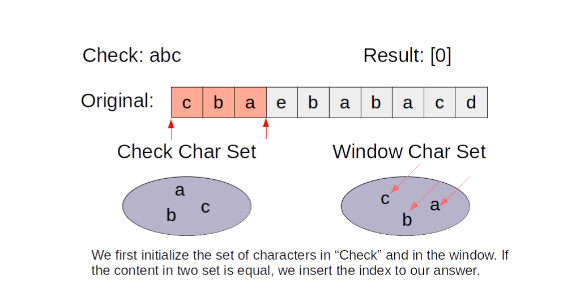 Check: abc Result: [0]
Original: c b a e b a b a c d
Check Char Set Window Char Set
a
b c
c a
b
We first initialize the set of characters in “Check” and in the window. If
the content in two set is equal, we insert the index to our answer.